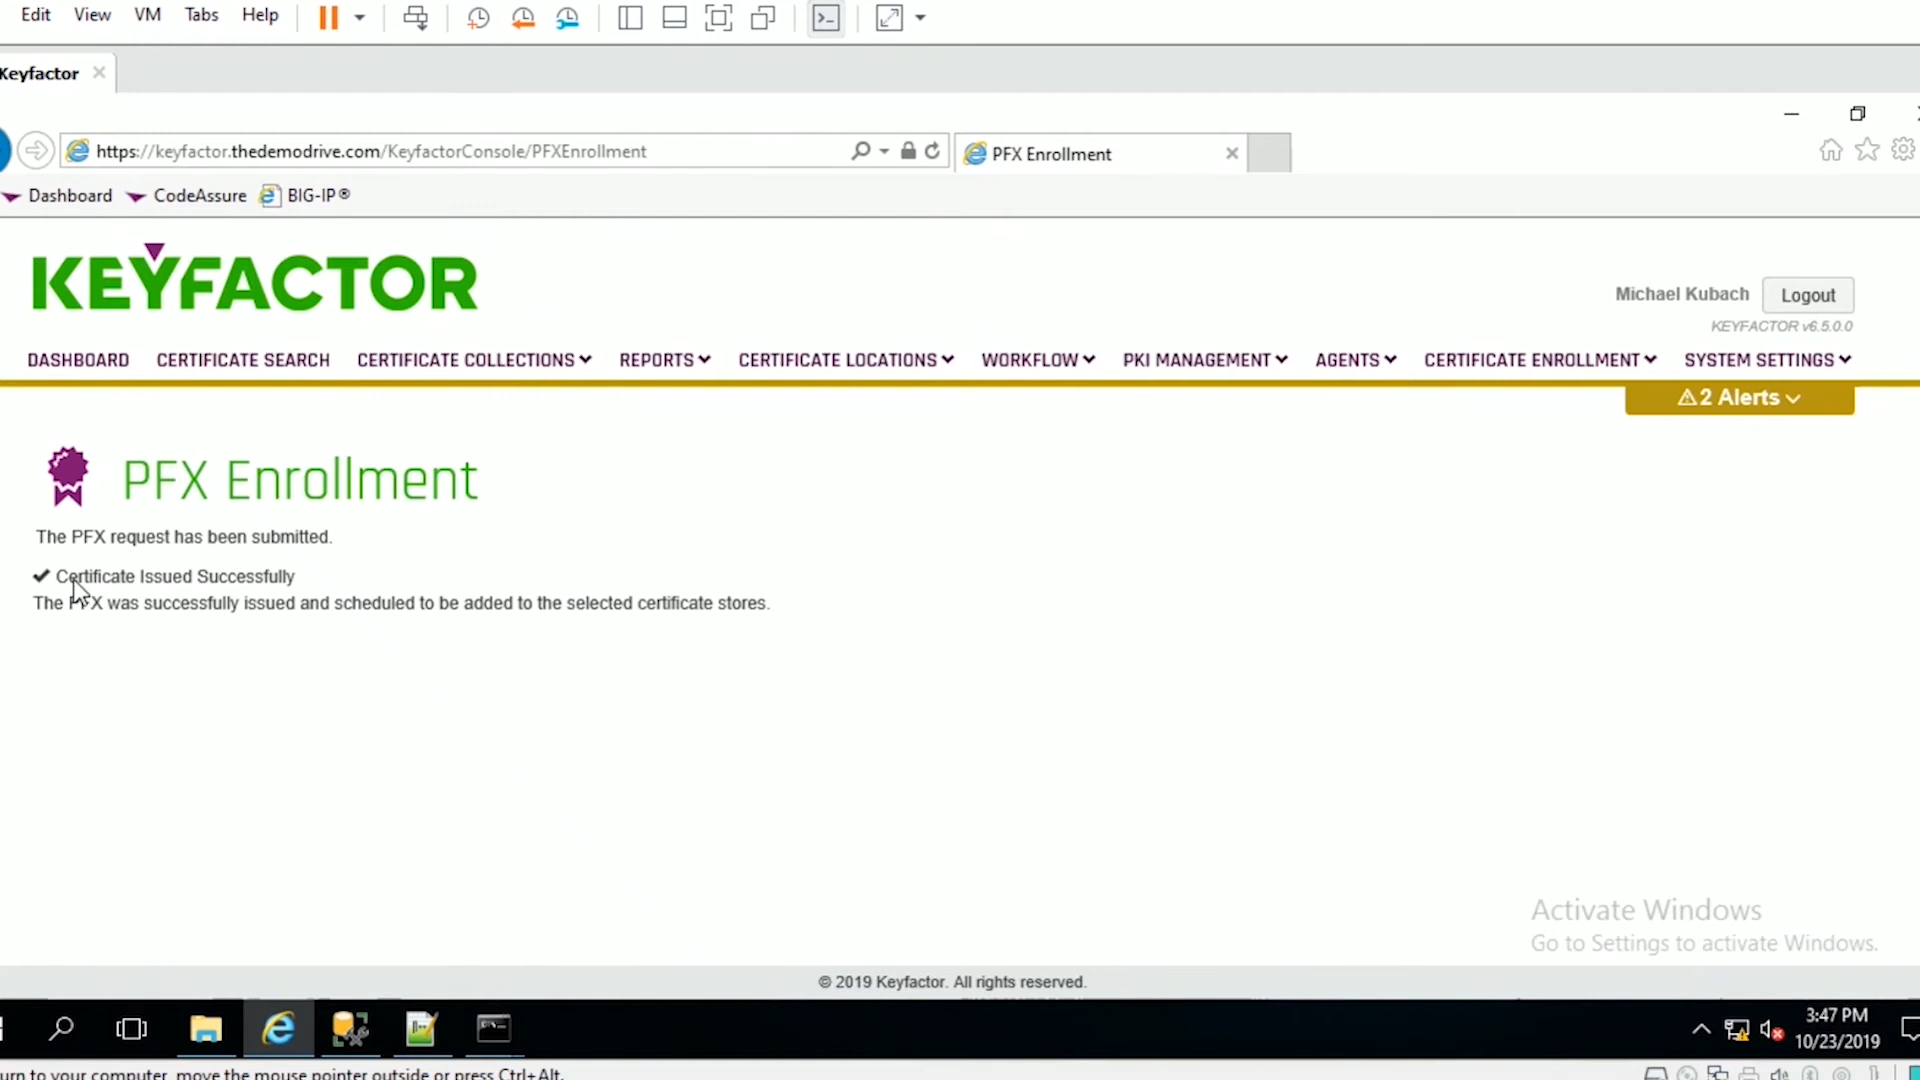 Edit View VM Tabs Help
Keyfactor
https://keyfactor.thedemodrive.com/KeyfactorConsole/PFXEnrollment
PFX Enrollment
Dashboard CodeAssure BIG-IP®
KEYFACTOR
Michael Kubach Logout
KEYFACTOR v6.5.0.0
DASHBOARD CERTIFICATE SEARCH CERTIFICATE COLLECTIONS REPORTS CERTIFICATE LOCATIONS WORKFLOW PKI MANAGEMENT AGENTS CERTIFICATE ENROLLMENT SYSTEM SETTINGS
2 Alerts
PFX Enrollment
The PFX request has been submitted.
Certificate Issued Successfully
The PFX was successfully issued and scheduled to be added to the selected certificate stores.
Activate Windows
Go to Settings to activate Windows.
© 2019 Keyfactor. All rights reserved.
3:47 PM
10/23/2019
urn to your computer, move the mouse pointer outside or press Ctrl+Alt.